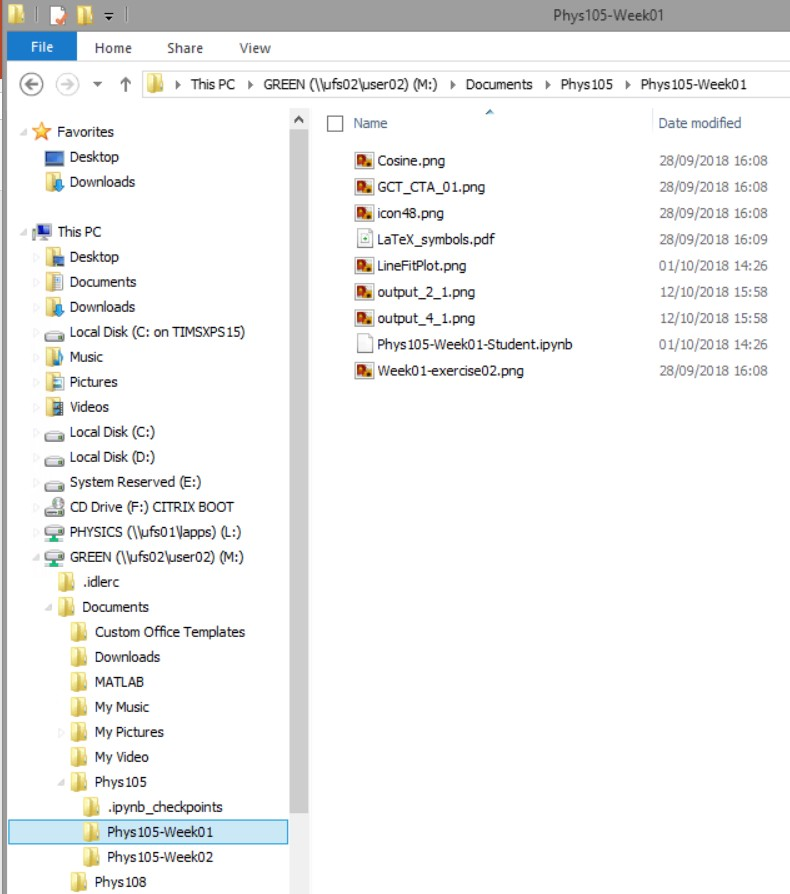 Phys105-Week01
File Home Share View
This PC GREEN (\\ufs02\user02) (M:) Documents Phys105 Phys105-Week01
Favorites
Desktop
Downloads
This PC
Desktop
Documents
Downloads
Local Disk (C: on TIMSXPS15)
Music
Pictures
Videos
Local Disk (C:)
Local Disk (D:)
System Reserved (E:)
CD Drive (F:) CITRIX BOOT
PHYSICS (\\ufs01\lapps) (L:)
GREEN (\\ufs02\user02) (M:)
.idlerc
Documents
Custom Office Templates
Downloads
MATLAB
My Music
My Pictures
My Video
Phys105
.ipynb_checkpoints
Phys105-Week01
Phys105-Week02
Phys108
Name Date modified
Cosine.png 28/09/2018 16:08
GCT_CTA_01.png 28/09/2018 16:08
icon48.png 28/09/2018 16:08
LaTeX_symbols.pdf 28/09/2018 16:09
LineFitPlot.png 01/10/2018 14:26
output_2_1.png 12/10/2018 15:58
output_4_1.png 12/10/2018 15:58
Phys105-Week01-Student.ipynb 01/10/2018 14:26
Week01-exercise02.png 28/09/2018 16:08